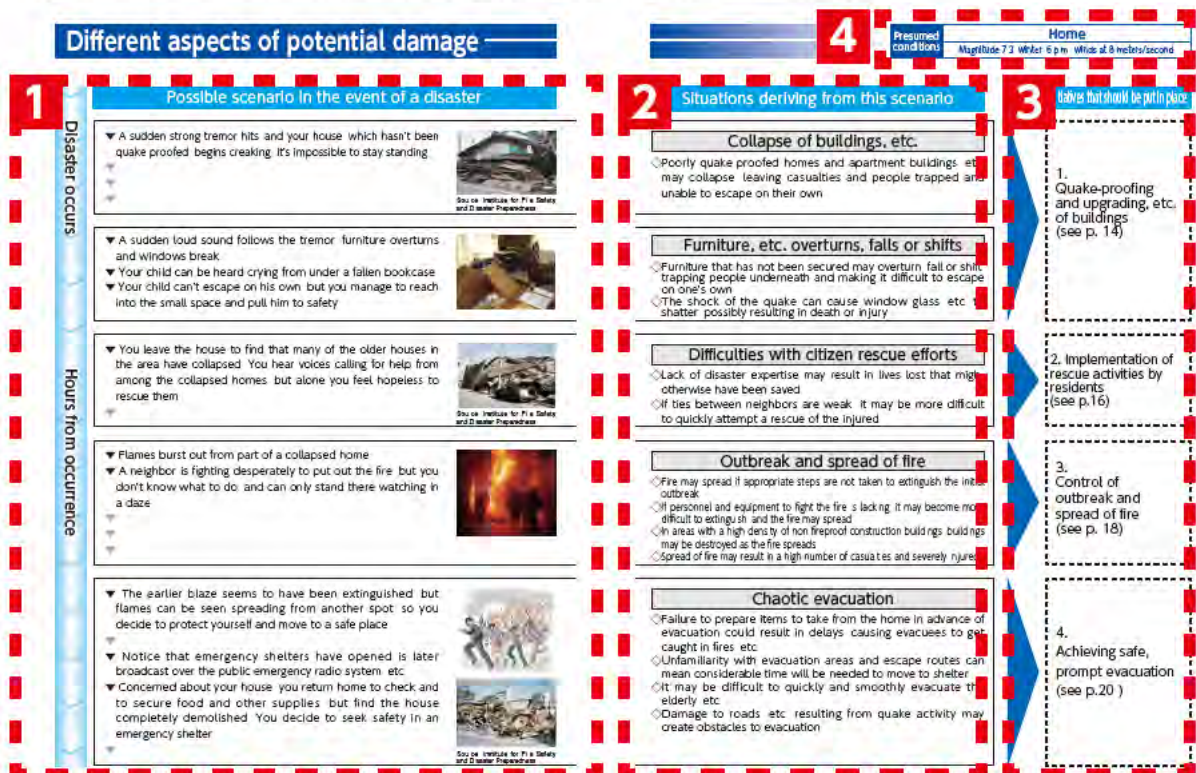 Different aspects of potential damage
4
Presumed
conditions
Home
Magnitude 7 3 winter 6 p m winds at 8 meters/second
1
Possible scenario in the event of a disaster
Disaster occurs
▼ A sudden strong tremor hits and your house which hasn't been
quake proofed begins creaking It's impossible to stay standing
Source Institute for Fire Safety
and Disaster Preparedness
▼ A sudden loud sound follows the tremor furniture overturns
and windows break
▼ Your child can be heard crying from under a fallen bookcase
▼ Your child can't escape on his own but you manage to reach
into the small space and pull him to safety
Hours from occurrence
▼ You leave the house to find that many of the older houses in
the area have collapsed You hear voices calling for help from
among the collapsed homes but alone you feel hopeless to
rescue them
Source Institute for Fire Safety
and Disaster Preparedness
▼ Flames burst out from part of a collapsed home
▼ A neighbor is fighting desperately to put out the fire but you
don't know what to do and can only stand there watching in
a daze
▼ The earlier blaze seems to have been extinguished but
flames can be seen spreading from another spot so you
decide to protect yourself and move to a safe place
▼ Notice that emergency shelters have opened is later
broadcast over the public emergency radio system etc
▼ Concerned about your house you return home to check and
to secure food and other supplies but find the house
completely demolished You decide to seek safety in an
emergency shelter
Source Institute for Fire Safety
and Disaster Preparedness
2
Situations deriving from this scenario
Collapse of buildings, etc.
◇Poorly quake proofed homes and apartment buildings etc
may collapse leaving casualties and people trapped and
unable to escape on their own
Furniture, etc. overturns, falls or shifts
◇Furniture that has not been secured may overturn fall or shift
trapping people underneath and making it difficult to escape
on one's own
◇The shock of the quake can cause window glass etc
shatter possibly resulting in death or injury
Difficulties with citizen rescue efforts
◇Lack of disaster expertise may result in lives lost that might
otherwise have been saved
◇If ties between neighbors are weak it may be more difficult
to quickly attempt a rescue of the injured
Outbreak and spread of fire
◇Fire may spread if appropriate steps are not taken to extinguish the initial
outbreak
◇If personnel and equipment to fight the fire is lacking it may become more
difficult to extinguish and the fire may spread
◇In areas with a high density of non fireproof construction buildings buildings
may be destroyed as the fire spreads
◇Spread of fire may result in a high number of casualties and severely injured
Chaotic evacuation
◇Failure to prepare items to take from the home in advance of
evacuation could result in delays causing evacuees to get
caught in fires etc
◇Unfamiliarity with evacuation areas and escape routes can
mean considerable time will be needed to move to shelter
◇It may be difficult to quickly and smoothly evacuate the
elderly etc
◇Damage to roads etc resulting from quake activity may
create obstacles to evacuation
3
tiatives that should be put in place
1.
Quake-proofing
and upgrading, etc.
of buildings
(see p. 14)
2. Implementation of
rescue activities by
residents
(see p.16)
3.
Control of
outbreak and
spread of fire
(see p. 18)
4.
Achieving safe,
prompt evacuation
(see p.20 )